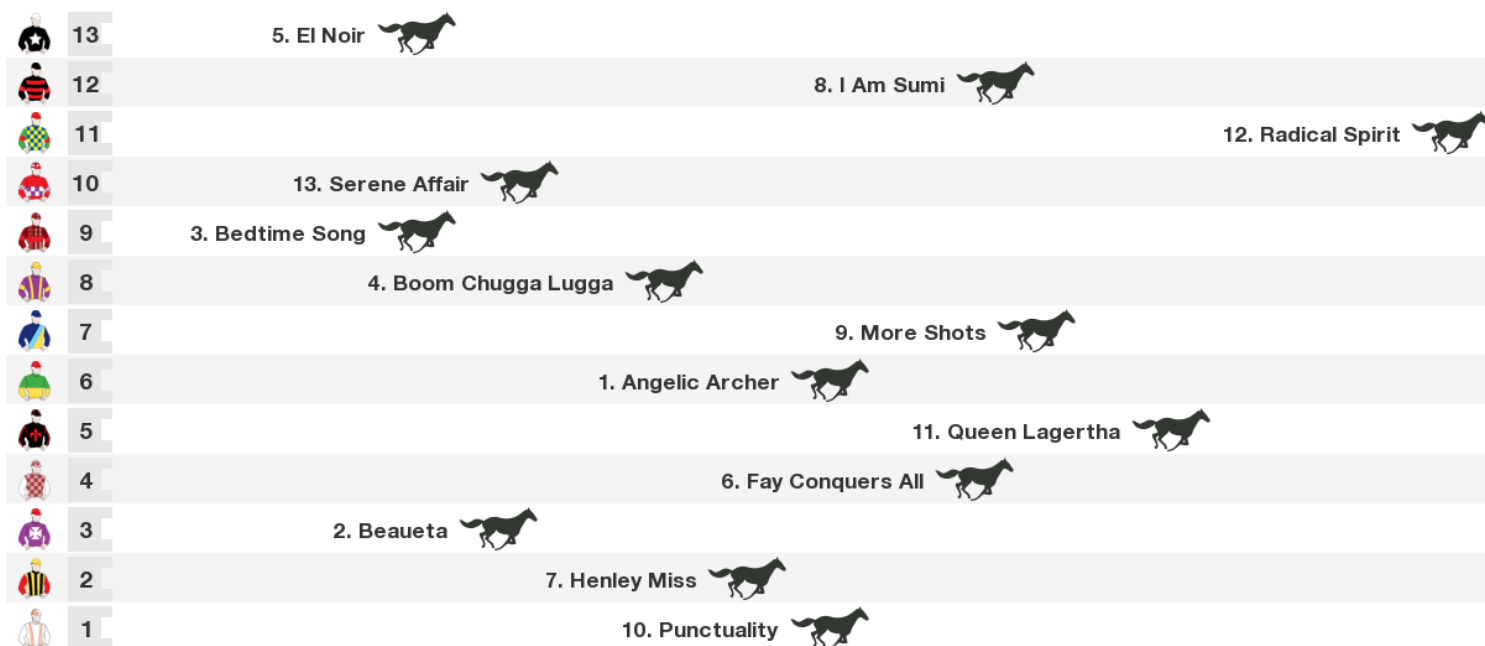 13 5. El Noir
12 8. I Am Sumi
11 12. Radical Spirit
10 13. Serene Affair
9 3. Bedtime Song
8 4. Boom Chugga Lugga
7 9. More Shots
6 1. Angelic Archer
5 11. Queen Lagertha
4 6. Fay Conquers All
3 2. Beaueta
2 7. Henley Miss
1 10. Punctuality